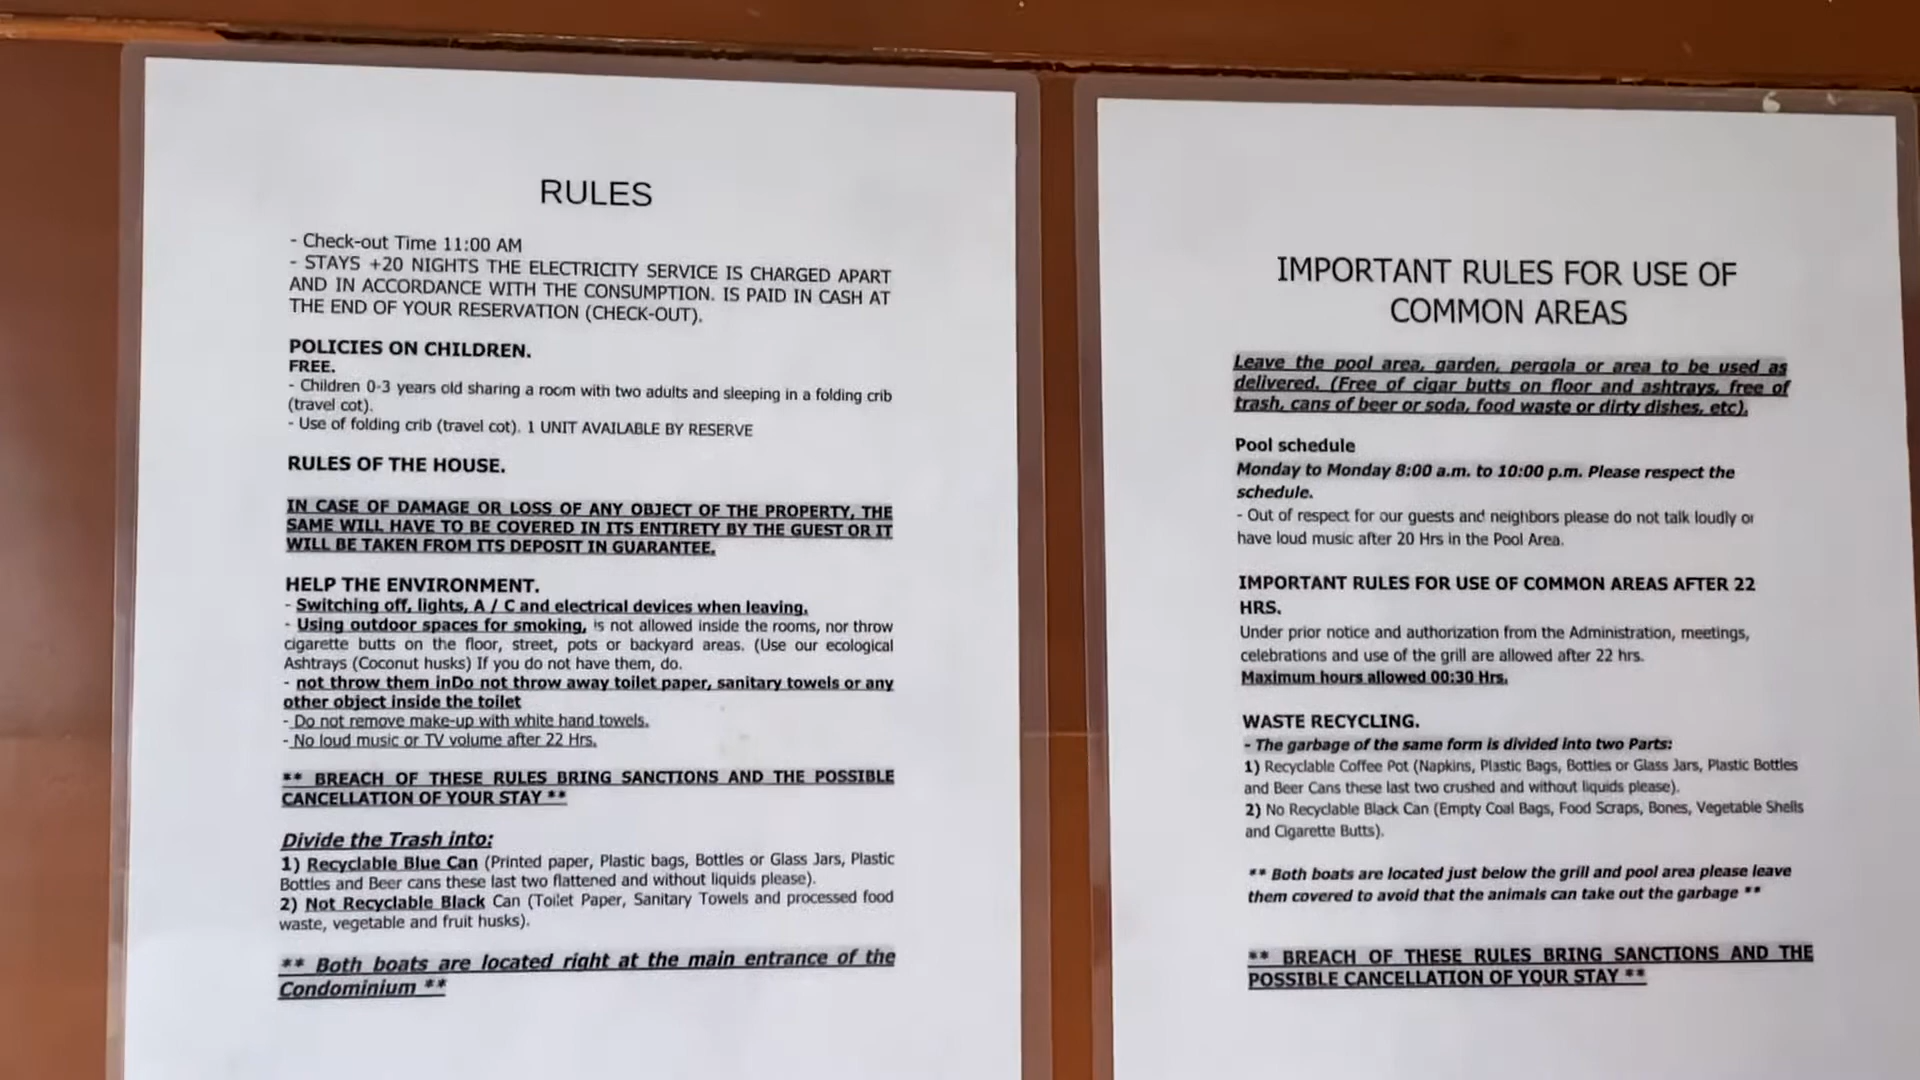 RULES
- Check-out Time 11:00 AM
- STAYS +20 NIGHTS THE ELECTRICITY SERVICE IS CHARGED APART
AND IN ACCORDANCE WITH THE CONSUMPTION. IS PAID IN CASH AT
THE END OF YOUR RESERVATION (CHECK-OUT).
POLICIES ON CHILDREN.
FREE.
- Children 0-3 years old sharing a room with two adults and sleeping in a folding crib
(travel cot).
- Use of folding crib (travel cot). 1 UNIT AVAILABLE BY RESERVE
RULES OF THE HOUSE.
IN CASE OF DAMAGE OR LOSS OF ANY OBJECT OF THE PROPERTY, THE
SAME WILL HAVE TO BE COVERED IN ITS ENTIRETY BY THE GUEST OR IT
WILL BE TAKEN FROM ITS DEPOSIT IN GUARANTEE.
HELP THE ENVIRONMENT.
- Switching off, lights, A / C and electrical devices when leaving.
- Using outdoor spaces for smoking, is not allowed inside the rooms, nor throw
cigarette butts on the floor, street, pots or backyard areas. (Use our ecological
Ashtrays (Coconut husks) If you do not have them, do.
- not throw them inDo not throw away toilet paper, sanitary towels or any
other object inside the toilet
- Do not remove make-up with white hand towels.
- No loud music or TV volume after 22 Hrs.
** BREACH OF THESE RULES BRING SANCTIONS AND THE POSSIBLE
CANCELLATION OF YOUR STAY **
Divide the Trash into:
1) Recyclable Blue Can (Printed paper, Plastic bags, Bottles or Glass Jars, Plastic
Bottles and Beer cans these last two flattened and without liquids please).
2) Not Recyclable Black Can (Toilet Paper, Sanitary Towels and processed food
waste, vegetable and fruit husks).
** Both boats are located right at the main entrance of the
Condominium **
IMPORTANT RULES FOR USE OF
COMMON AREAS
Leave the pool area, garden, pergola or area to be used as
delivered. (Free of cigar butts on floor and ashtrays, free of
trash, cans of beer or soda, food waste or dirty dishes, etc).
Pool schedule
Monday to Monday 8:00 a.m. to 10:00 p.m. Please respect the
schedule.
- Out of respect for our guests and neighbors please do not talk loudly or
have loud music after 20 Hrs in the Pool Area.
IMPORTANT RULES FOR USE OF COMMON AREAS AFTER 22
HRS.
Under prior notice and authorization from the Administration, meetings,
celebrations and use of the grill are allowed after 22 hrs.
Maximum hours allowed 00:30 Hrs.
WASTE RECYCLING.
- The garbage of the same form is divided into two Parts:
1) Recyclable Coffee Pot (Napkins, Plastic Bags, Bottles or Glass Jars, Plastic Bottles
and Beer Cans these last two crushed and without liquids please).
2) No Recyclable Black Can (Empty Coal Bags, Food Scraps, Bones, Vegetable Shells
and Cigarette Butts).
** Both boats are located just below the grill and pool area please leave
them covered to avoid that the animals can take out the garbage **
** BREACH OF THESE RULES BRING SANCTIONS AND THE
POSSIBLE CANCELLATION OF YOUR STAY **